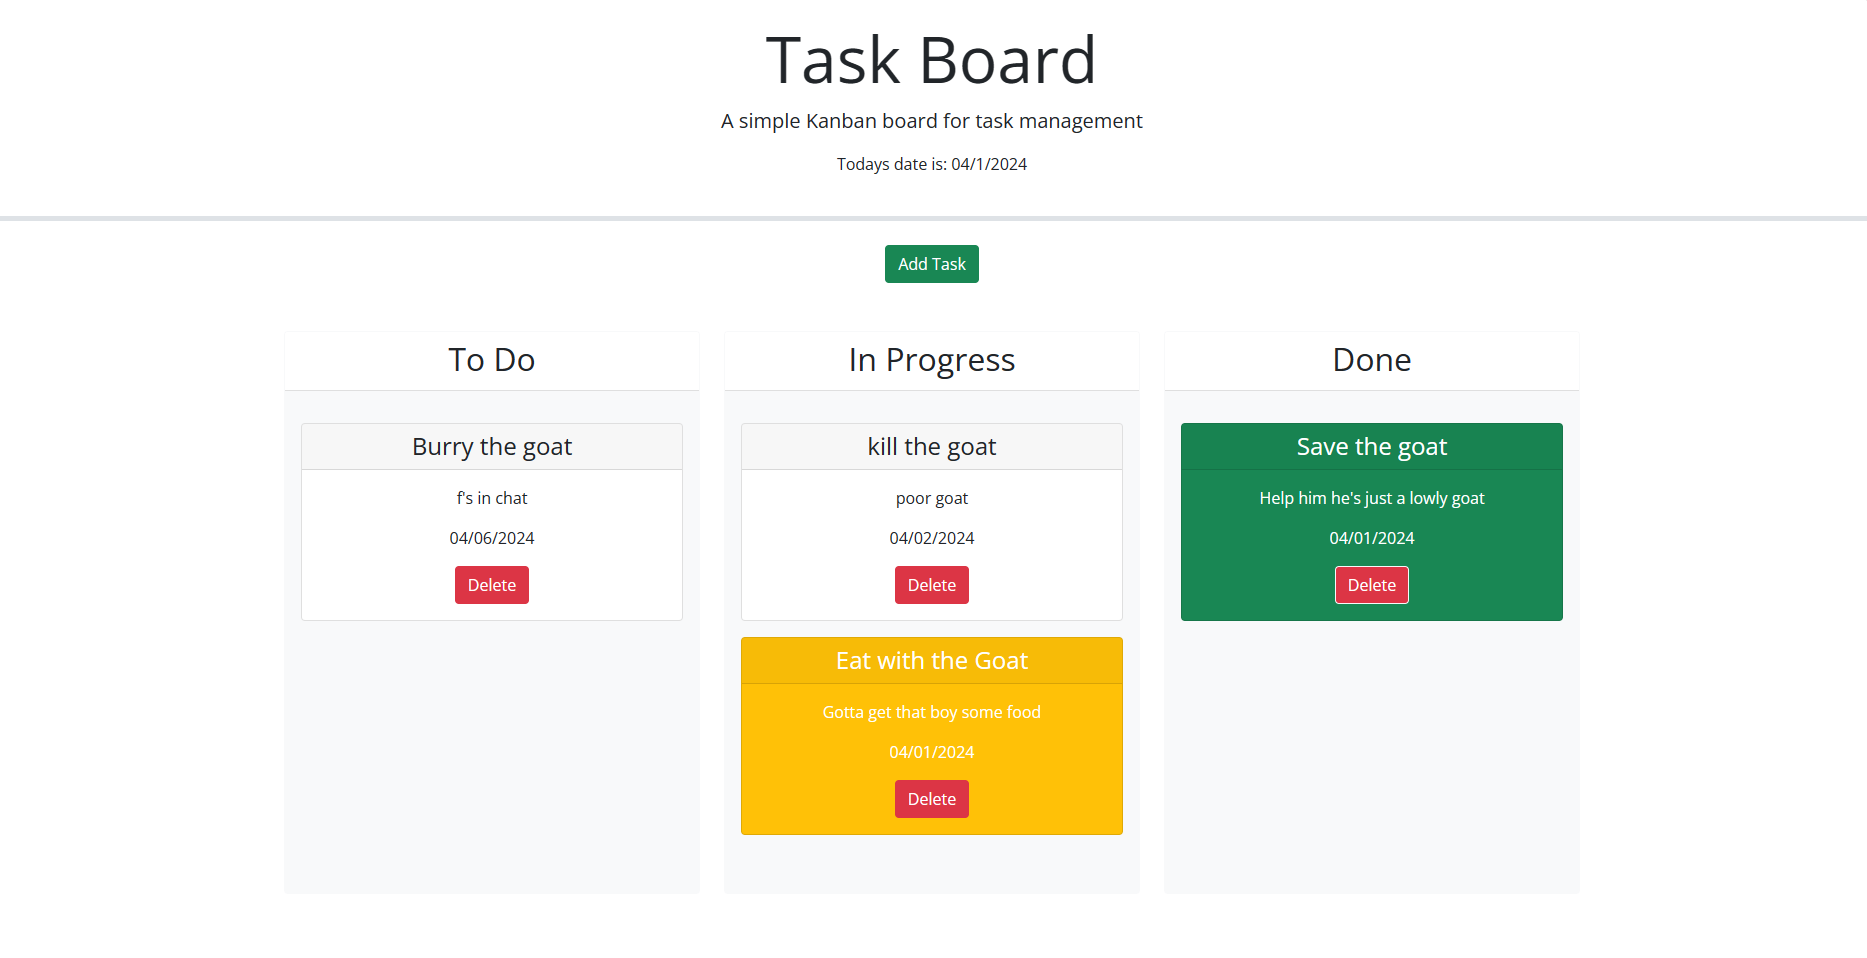 Task Board
A simple Kanban board for task management
Todays date is: 04/1/2024
Add Task
To Do
Burry the goat
f's in chat
04/06/2024
Delete
In Progress
kill the goat
poor goat
04/02/2024
Delete
Eat with the Goat
Gotta get that boy some food
04/01/2024
Delete
Done
Save the goat
Help him he's just a lowly goat
04/01/2024
Delete